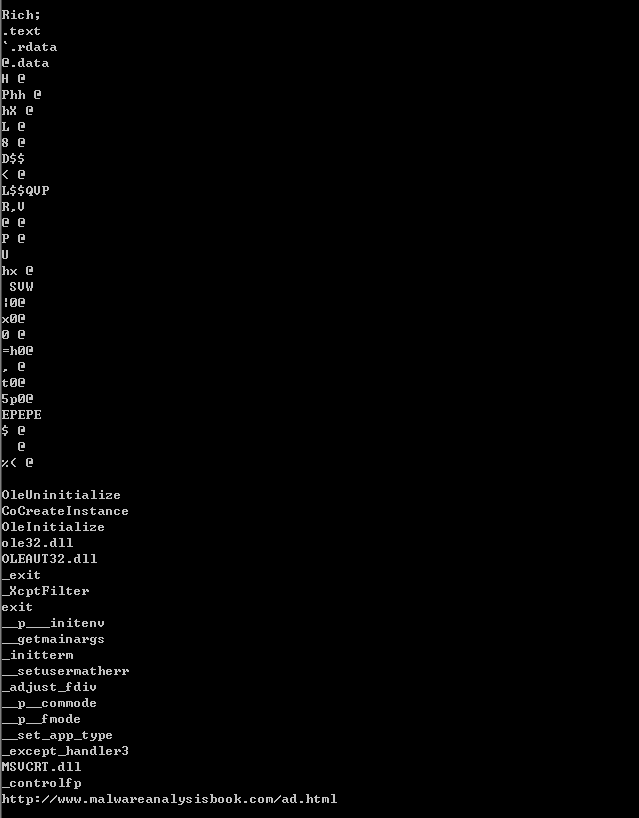 Rich;
.text
`.rdata
@.data
H @
Phh @
hX @
L @
8 @
D$$
< @
L$$QVP
R,V
@ @
P @
U
hx @
SVW
¦0@
x0@
0 @
=h0@
, @
t0@
5p0@
EPEPE
$ @
@
%< @
OleUninitialize
CoCreateInstance
OleInitialize
ole32.dll
OLEAUT32.dll
_exit
_XcptFilter
exit
__p___initenv
__getmainargs
_initterm
__setusermatherr
_adjust_fdiv
__p__commode
__p__fmode
__set_app_type
_except_handler3
MSVCRT.dll
_controlfp
http://www.malwareanalysisbook.com/ad.html